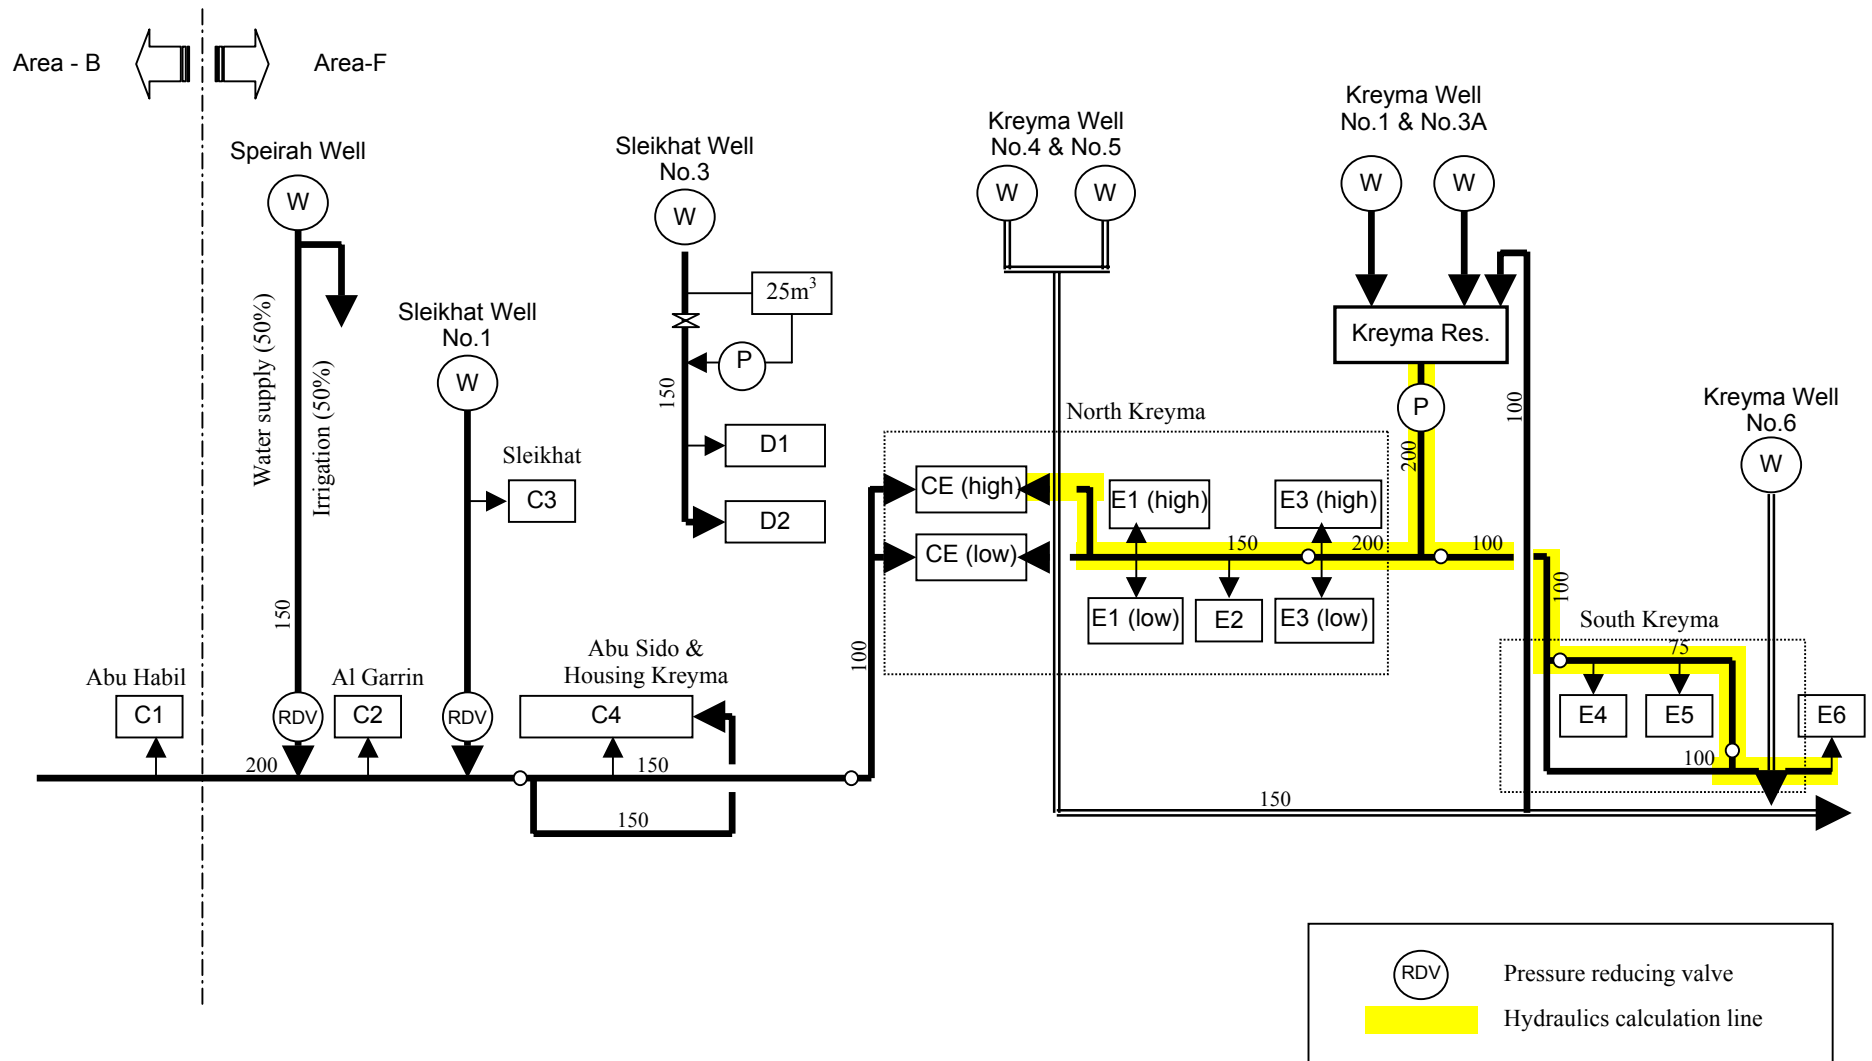 Area - B
Area-F
Speirah Well
W
Water supply (50%)
Irrigation (50%)
150
RDV
Sleikhat Well
No.1
W
Sleikhat
C3
RDV
Sleikhat Well
No.3
W
25m³
P
150
D1
D2
Kreyma Well
No.4 & No.5
W
W
Kreyma Well
No.1 & No.3A
W
W
Kreyma Res.
P
200
100
Kreyma Well
No.6
W
North Kreyma
CE (high)
CE (low)
E1 (high)
E3 (high)
150
200
100
E1 (low)
E2
E3 (low)
100
South Kreyma
75
E4
E5
E6
100
Abu Habil
C1
200
Al Garrin
C2
Abu Sido &
Housing Kreyma
C4
150
150
100
150
RDV
Pressure reducing valve
Hydraulics calculation line